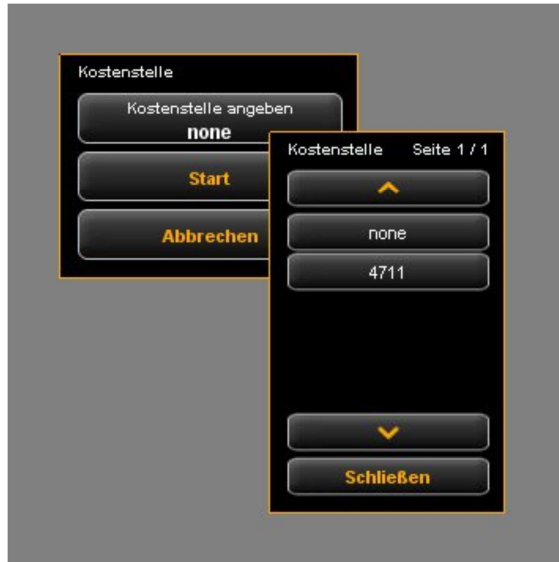 Kostenstelle
Kostenstelle angeben
none
Start
Abbrechen
Kostenstelle Seite 1 / 1
none
4711
Schließen